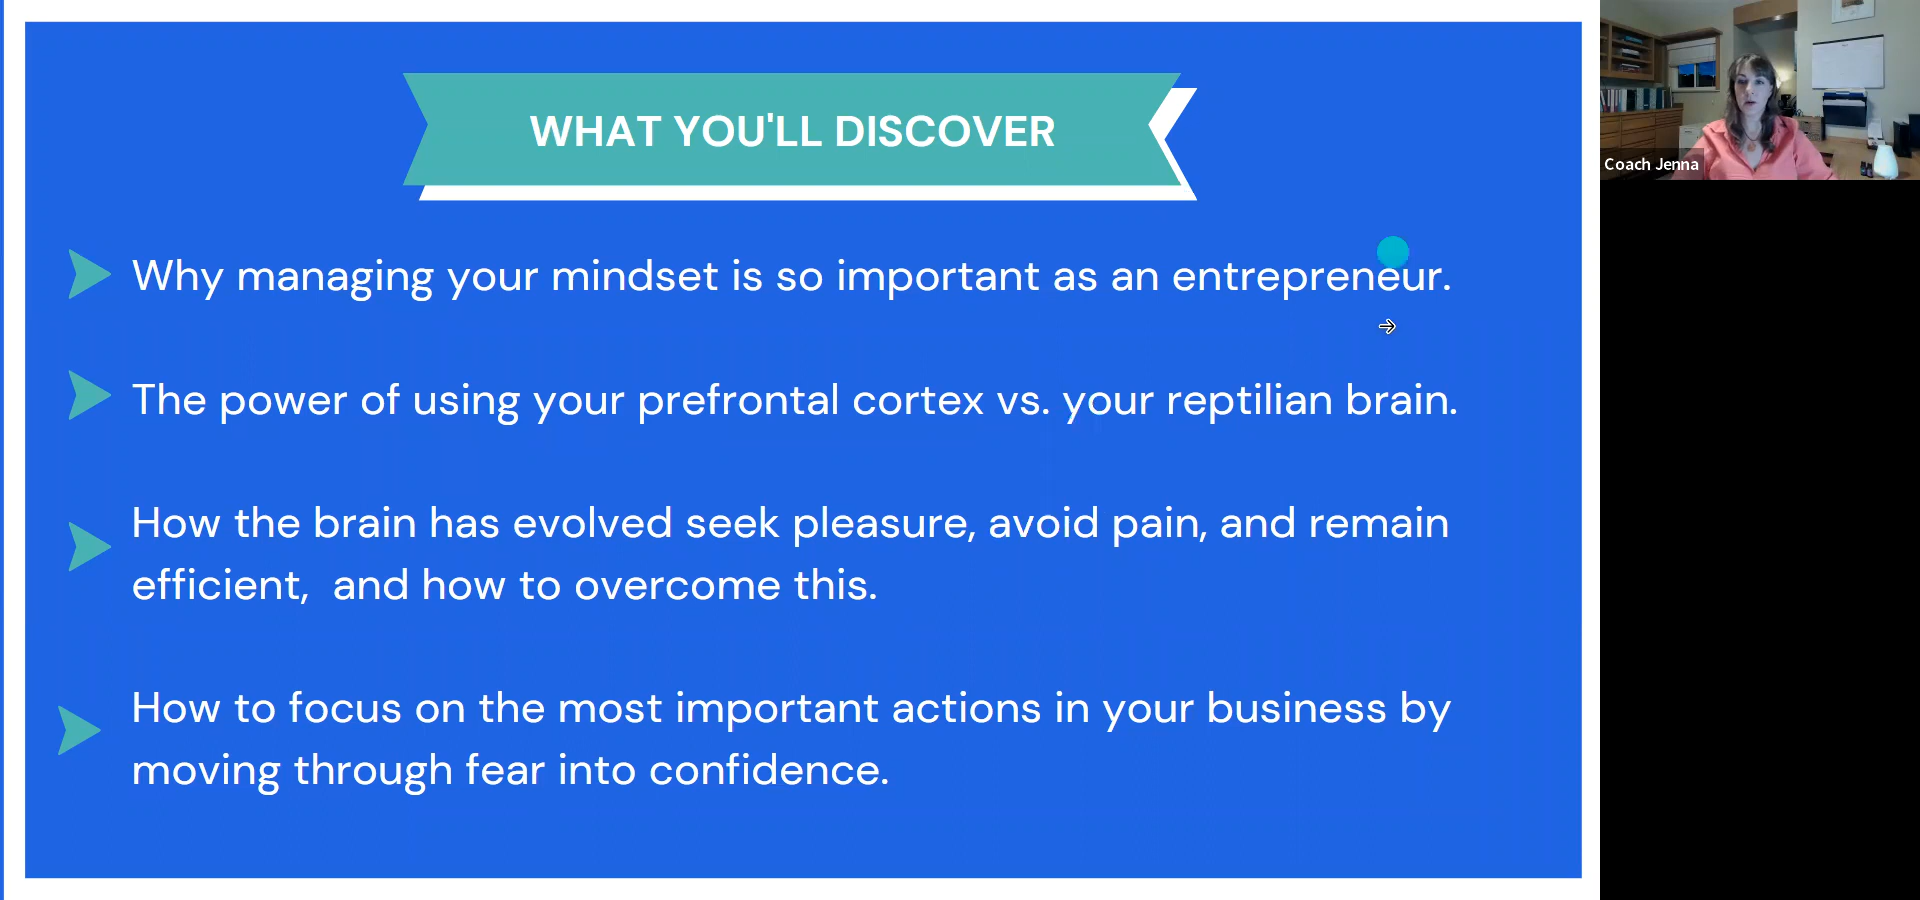 WHAT YOU'LL DISCOVER
Why managing your mindset is so important as an entrepreneur.
The power of using your prefrontal cortex vs. your reptilian brain.
How the brain has evolved seek pleasure, avoid pain, and remain
efficient,  and how to overcome this.
How to focus on the most important actions in your business by
moving through fear into confidence.
Coach Jenna